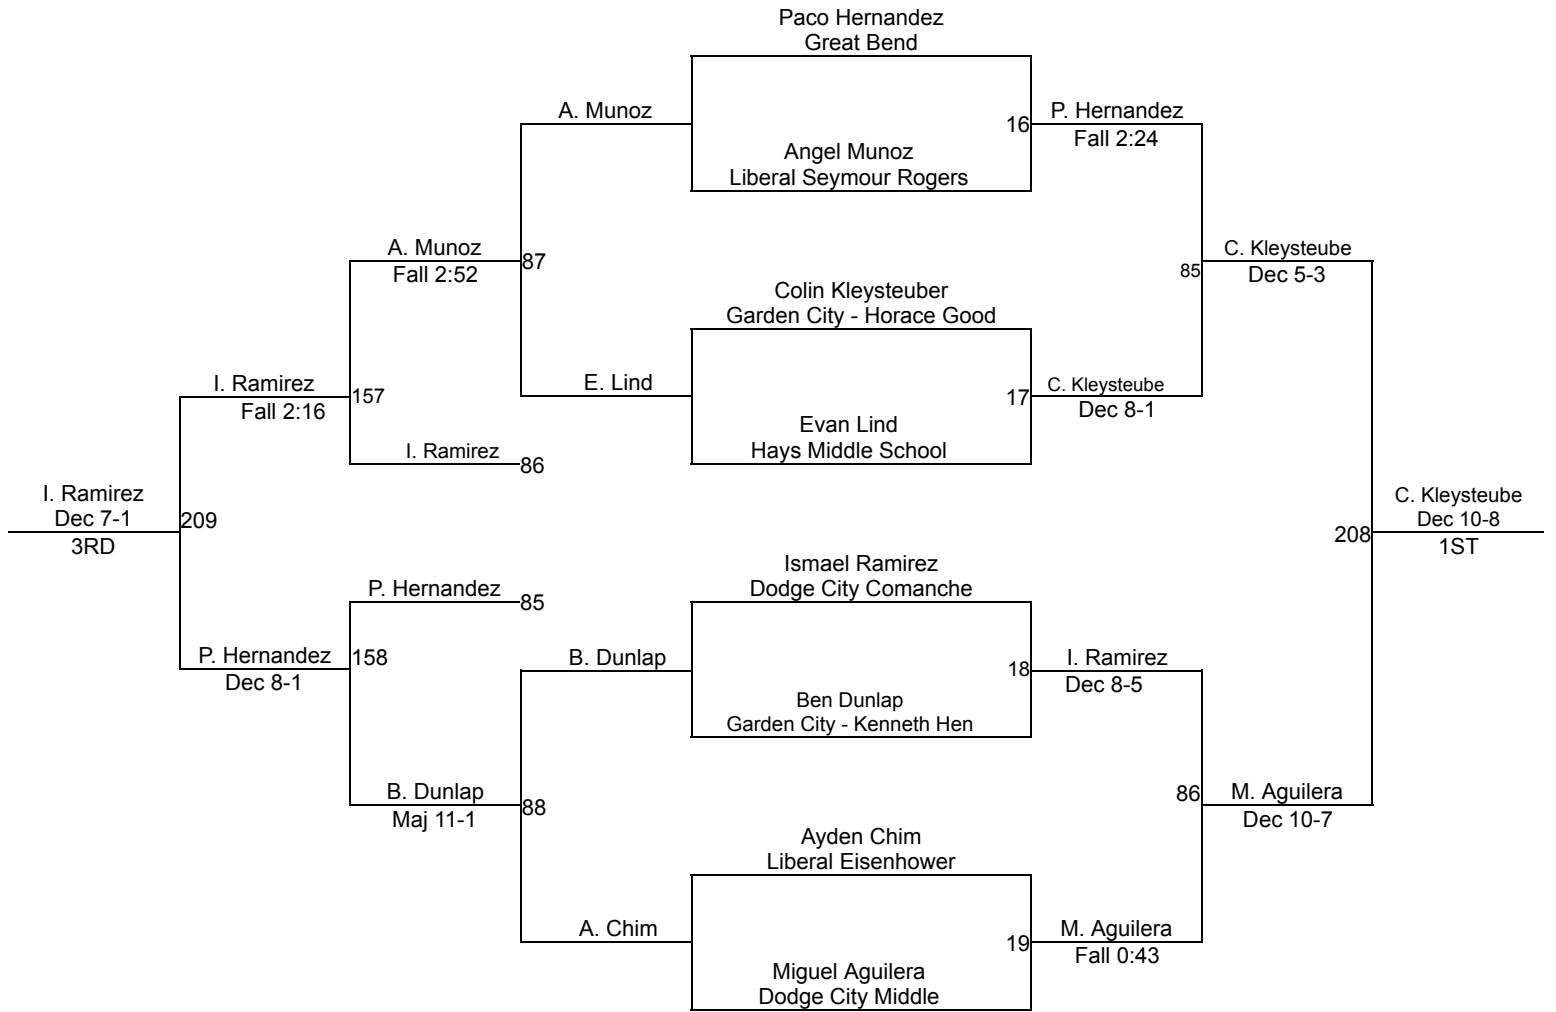 Paco Hernandez
Great Bend
A. Munoz
16
P. Hernandez
Fall 2:24
Angel Munoz
Liberal Seymour Rogers
A. Munoz
Fall 2:52
87
85
C. Kleysteube
Dec 5-3
Colin Kleysteuber
Garden City - Horace Good
I. Ramirez
Fall 2:16
157
E. Lind
17
C. Kleysteube
Dec 8-1
Evan Lind
Hays Middle School
I. Ramirez
86
I. Ramirez
Dec 7-1
3RD
209
208
C. Kleysteube
Dec 10-8
1ST
Ismael Ramirez
Dodge City Comanche
P. Hernandez
85
P. Hernandez
Dec 8-1
158
B. Dunlap
18
I. Ramirez
Dec 8-5
Ben Dunlap
Garden City - Kenneth Hen
B. Dunlap
Maj 11-1
88
86
M. Aguilera
Dec 10-7
Ayden Chim
Liberal Eisenhower
A. Chim
19
M. Aguilera
Fall 0:43
Miguel Aguilera
Dodge City Middle